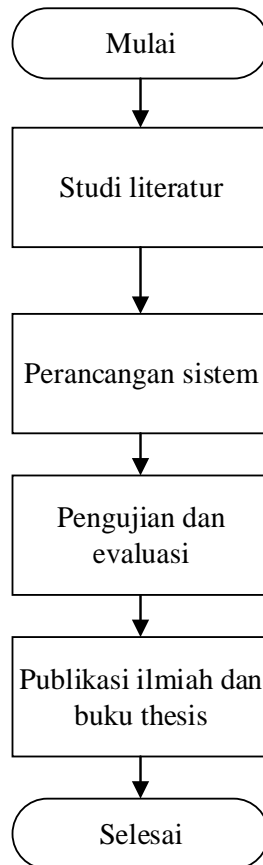 Mulai
Studi literatur
Perancangan sistem
Pengujian dan
evaluasi
Publikasi ilmiah dan
buku thesis
Selesai